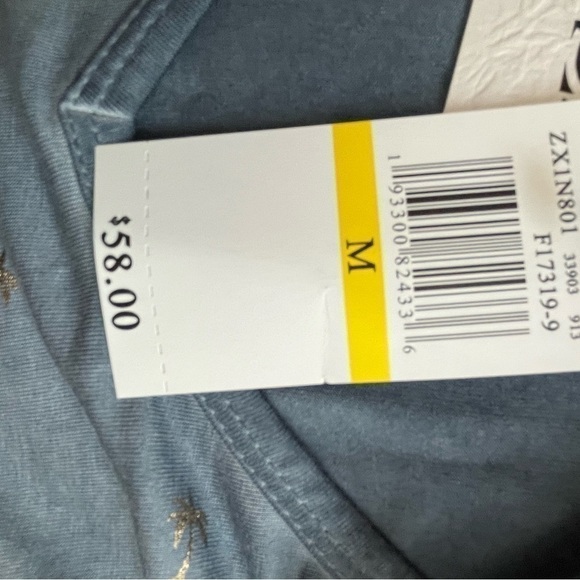 ZX1N801 33903 913
F17319-9
1 93300 82433 6
M
$58.00